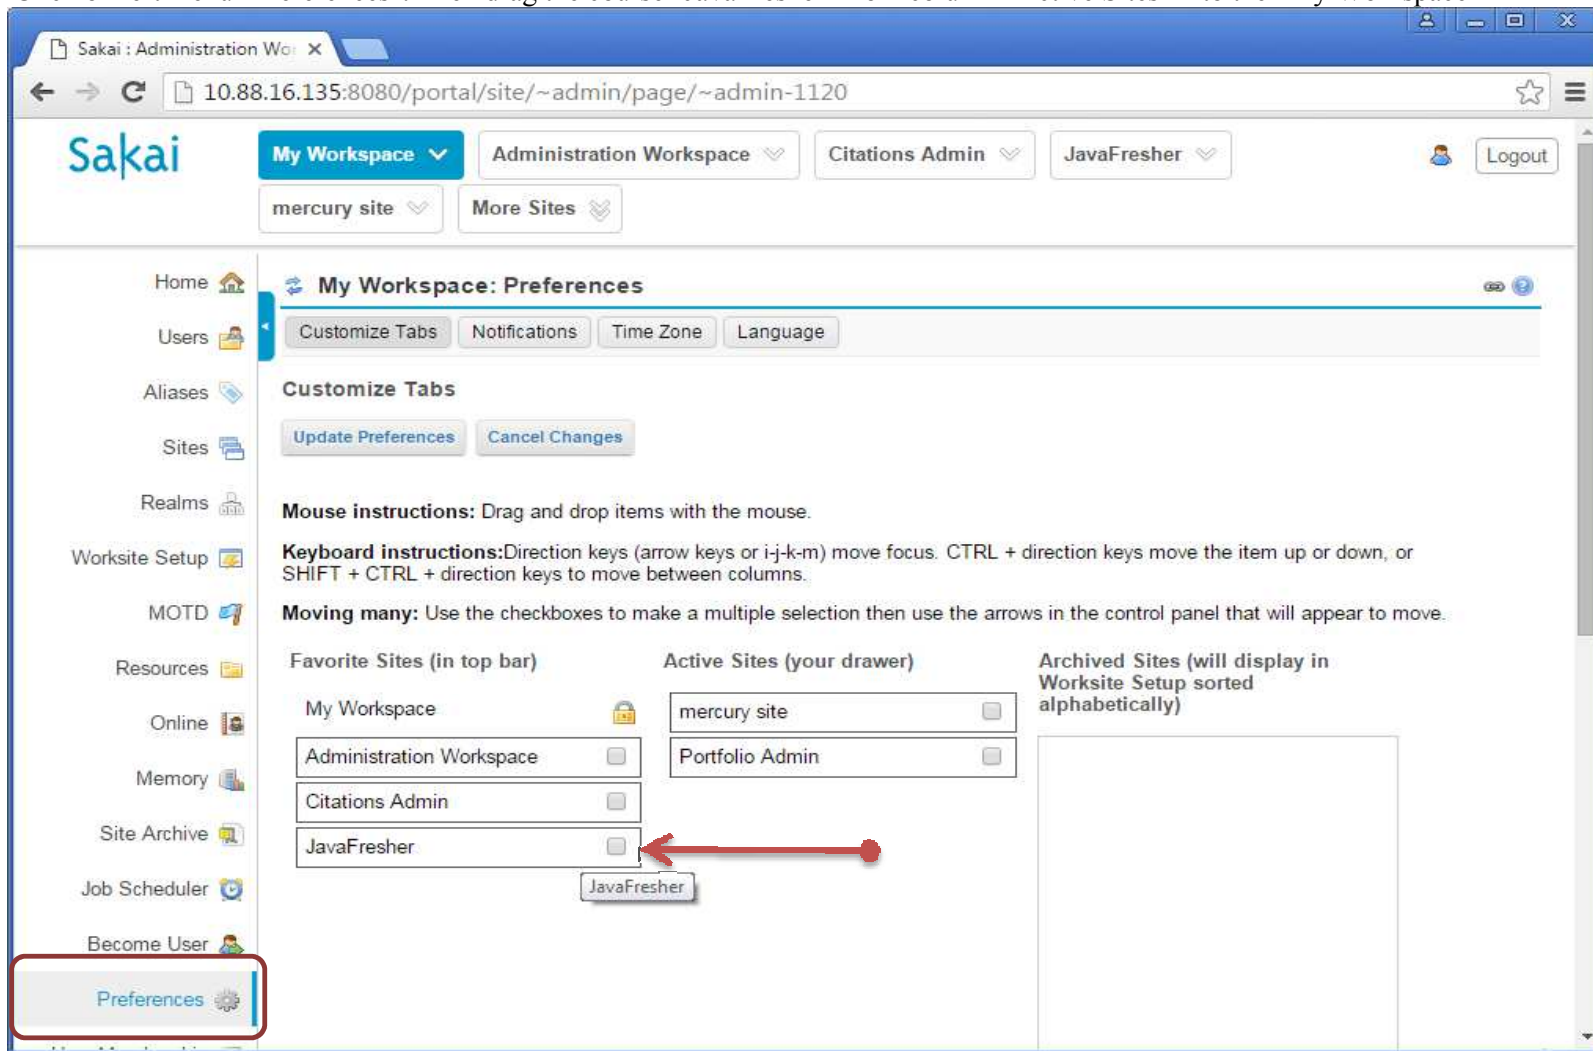 Sakai : Administration Wo
10.88.16.135:8080/portal/site/~admin/page/~admin-1120
Sakai
My Workspace
Administration Workspace
Citations Admin
JavaFresher
Logout
mercury site
More Sites
Home
Users
Aliases
Sites
Realms
Worksite Setup
MOTD
Resources
Online
Memory
Site Archive
Job Scheduler
Become User
Preferences
My Workspace: Preferences
Customize Tabs
Notifications
Time Zone
Language
Customize Tabs
Update Preferences
Cancel Changes
Mouse instructions: Drag and drop items with the mouse.
Keyboard instructions:Direction keys (arrow keys or i-j-k-m) move focus. CTRL + direction keys move the item up or down, or
SHIFT + CTRL + direction keys to move between columns.
Moving many: Use the checkboxes to make a multiple selection then use the arrows in the control panel that will appear to move.
Favorite Sites (in top bar)
My Workspace
Administration Workspace
Citations Admin
JavaFresher
JavaFresher
Active Sites (your drawer)
mercury site
Portfolio Admin
Archived Sites (will display in
Worksite Setup sorted
alphabetically)